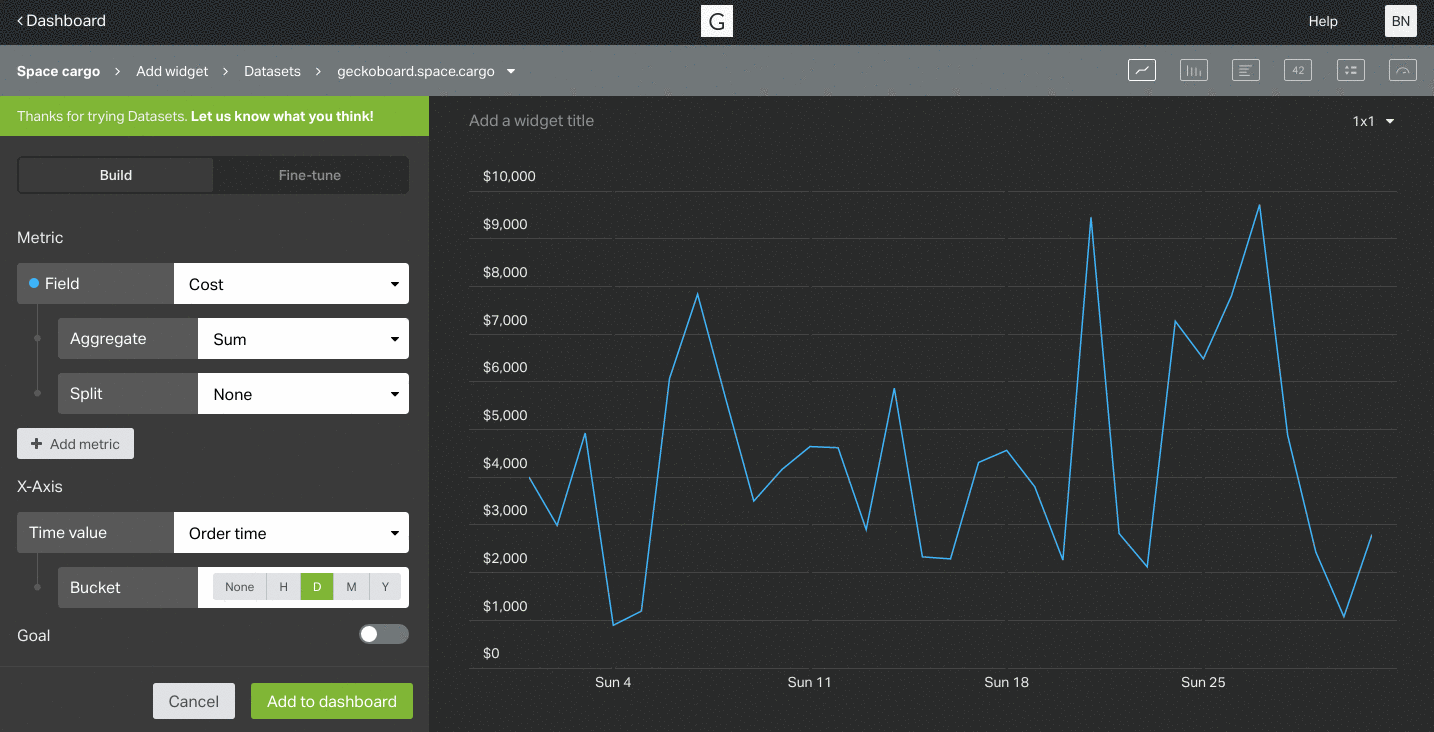 Dashboard
G
Help
BN
Space cargo
Add widget
Datasets
geckoboard.space.cargo
42
Thanks for trying Datasets. Let us know what you think!
Build
Fine-tune
Metric
Field
Cost
Aggregate
Sum
Split
None
+ Add metric
X-Axis
Time value
Order time
Bucket
None
H
D
M
Y
Goal
Cancel
Add to dashboard
Add a widget title
1x1
$10,000
$9,000
$8,000
$7,000
$6,000
$5,000
$4,000
$3,000
$2,000
$1,000
$0
Sun 4
Sun 11
Sun 18
Sun 25